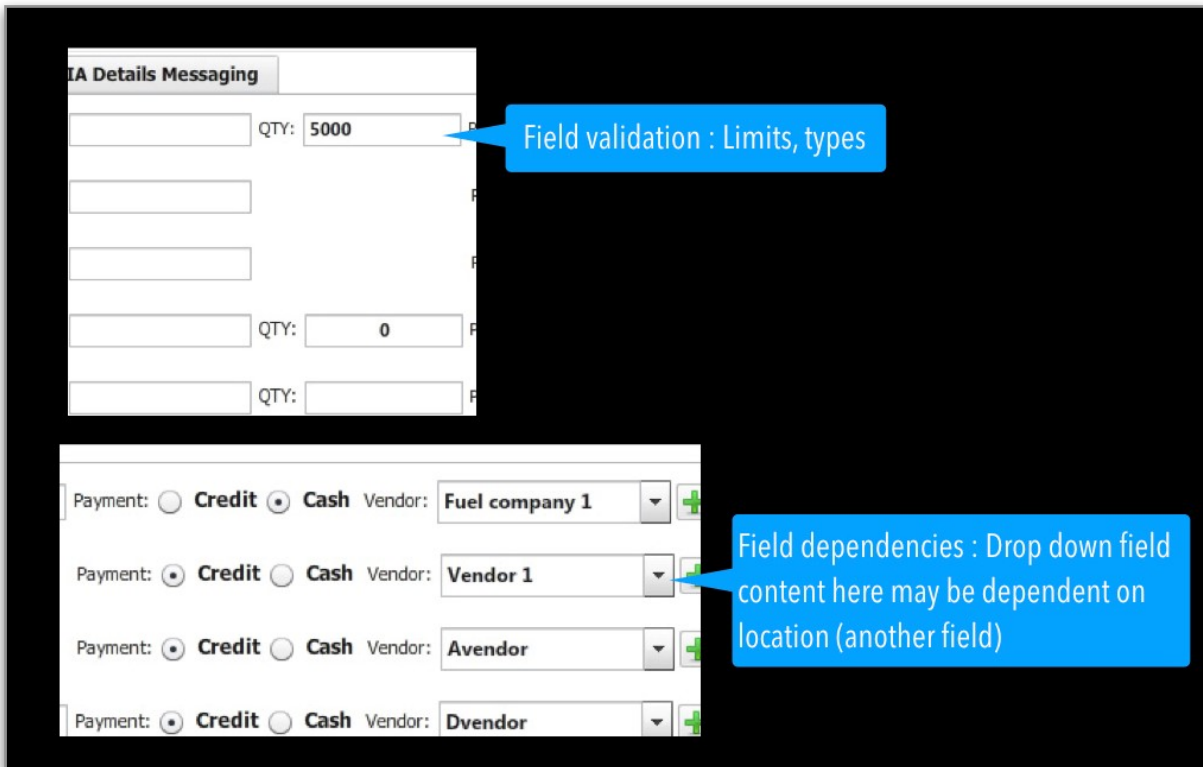 IA Details Messaging
QTY: 5000
Field validation : Limits, types
QTY: 0
QTY:
Payment: Credit Cash Vendor: Fuel company 1
Payment: Credit Cash Vendor: Vendor 1
Field dependencies : Drop down field
content here may be dependent on
location (another field)
Payment: Credit Cash Vendor: Avendor
Payment: Credit Cash Vendor: Dvendor